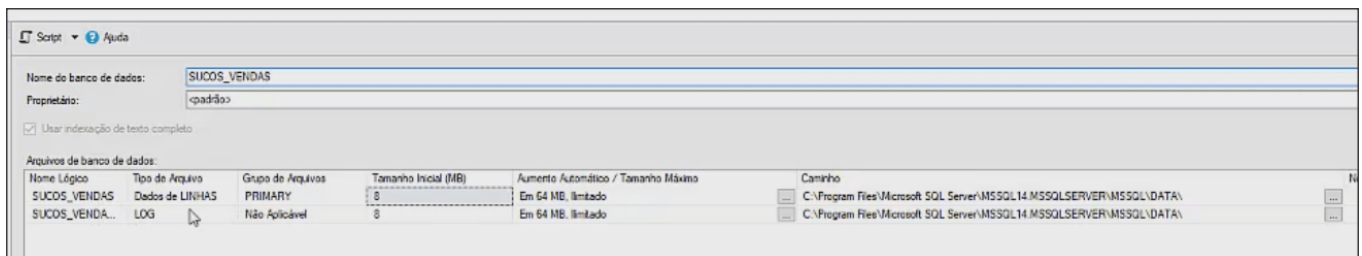 Script Ajuda
Nome do banco de dados: SUCOS_VENDAS
Proprietário: <padrão>
Usar indexação de texto completo
Arquivos de banco de dados:
Nome Lógico Tipo de Arquivo Grupo de Arquivos Tamanho Inicial (MB) Aumento Automático / Tamanho Máximo Caminho N
SUCOS_VENDAS Dados de LINHAS PRIMARY 8 Em 64 MB, Ilimitado ... C:\Program Files\Microsoft SQL Server\MSSQL14.MSSQLSERVER\MSSQL\DATA\ ...
SUCOS_VENDA... LOG Não Aplicável 8 Em 64 MB, Ilimitado ... C:\Program Files\Microsoft SQL Server\MSSQL14.MSSQLSERVER\MSSQL\DATA\ ...